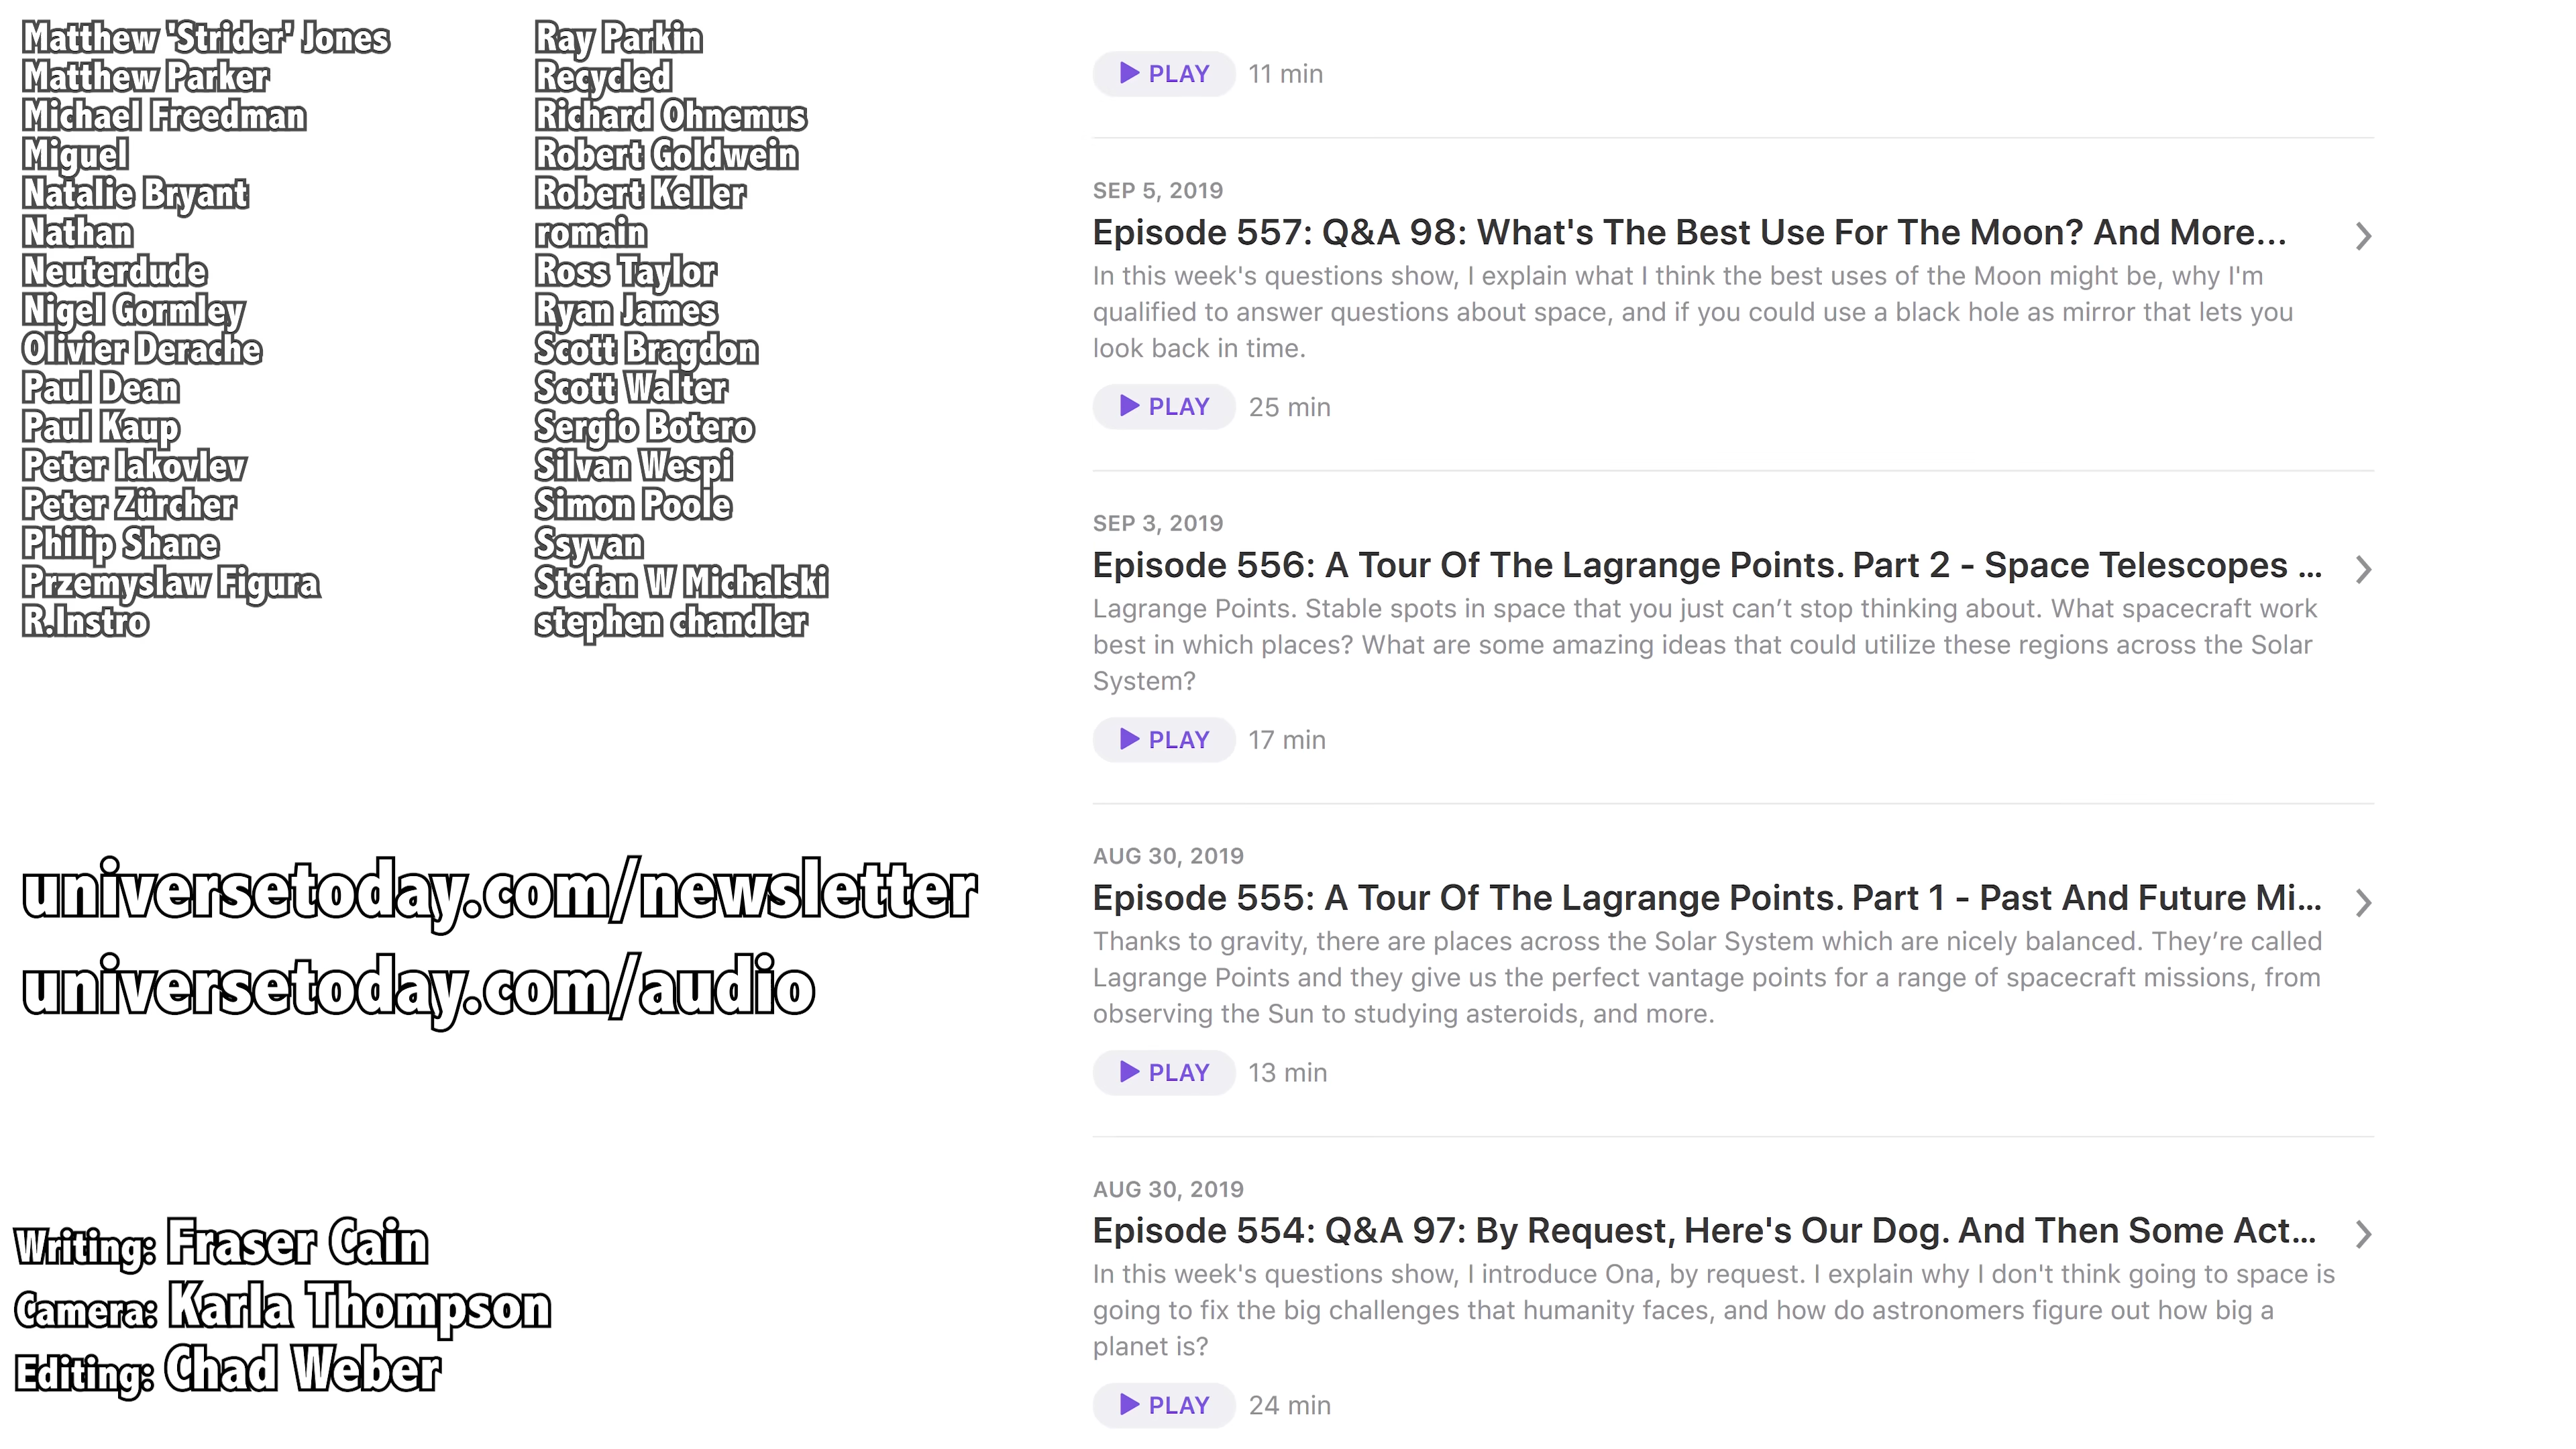 Matthew 'Strider' Jones
Matthew Parker
Michael Freedman
Miguel
Natalie Bryant
Nathan
Neuterdude
Nigel Gormley
Olivier Derache
Paul Dean
Paul Kaup
Peter Iakovlev
Peter Zürcher
Philip Shane
Przemyslaw Figura
R.Instro
Ray Parkin
Recycled
Richard Ohnemus
Robert Goldwein
Robert Keller
romain
Ross Taylor
Ryan James
Scott Bragdon
Scott Walter
Sergio Botero
Silvan Wespi
Simon Poole
Ssyvan
Stefan W Michalski
stephen chandler
universetoday.com/newsletter
universetoday.com/audio
Writing: Fraser Cain
Camera: Karla Thompson
Editing: Chad Weber
PLAY 11 min
SEP 5, 2019
Episode 557: Q&A 98: What's The Best Use For The Moon? And More...
In this week's questions show, I explain what I think the best uses of the Moon might be, why I'm
qualified to answer questions about space, and if you could use a black hole as mirror that lets you
look back in time.
PLAY 25 min
SEP 3, 2019
Episode 556: A Tour Of The Lagrange Points. Part 2 - Space Telescopes ...
Lagrange Points. Stable spots in space that you just can’t stop thinking about. What spacecraft work
best in which places? What are some amazing ideas that could utilize these regions across the Solar
System?
PLAY 17 min
AUG 30, 2019
Episode 555: A Tour Of The Lagrange Points. Part 1 - Past And Future Mi...
Thanks to gravity, there are places across the Solar System which are nicely balanced. They’re called
Lagrange Points and they give us the perfect vantage points for a range of spacecraft missions, from
observing the Sun to studying asteroids, and more.
PLAY 13 min
AUG 30, 2019
Episode 554: Q&A 97: By Request, Here's Our Dog. And Then Some Act...
In this week's questions show, I introduce Ona, by request. I explain why I don't think going to space is
going to fix the big challenges that humanity faces, and how do astronomers figure out how big a
planet is?
PLAY 24 min